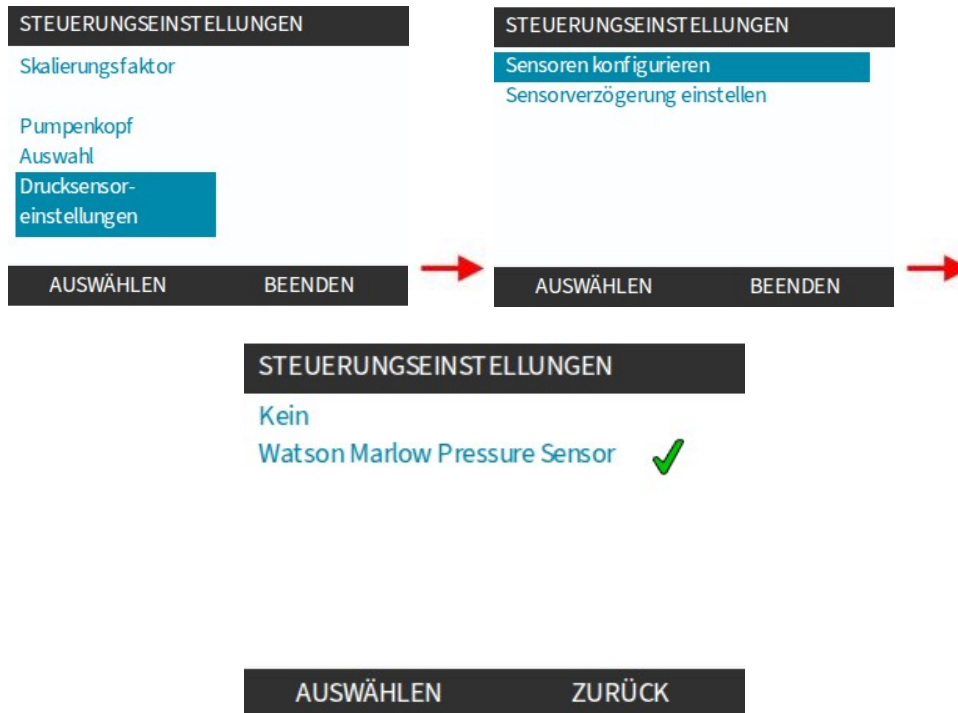 STEUERUNGSEINSTELLUNGEN
Skalierungsfaktor
Pumpenkopf
Auswahl
Drucksensor-
einstellungen
AUSWÄHLEN BEENDEN
STEUERUNGSEINSTELLUNGEN
Sensoren konfigurieren
Sensorverzögerung einstellen
AUSWÄHLEN BEENDEN
STEUERUNGSEINSTELLUNGEN
Kein
Watson Marlow Pressure Sensor
AUSWÄHLEN ZURÜCK